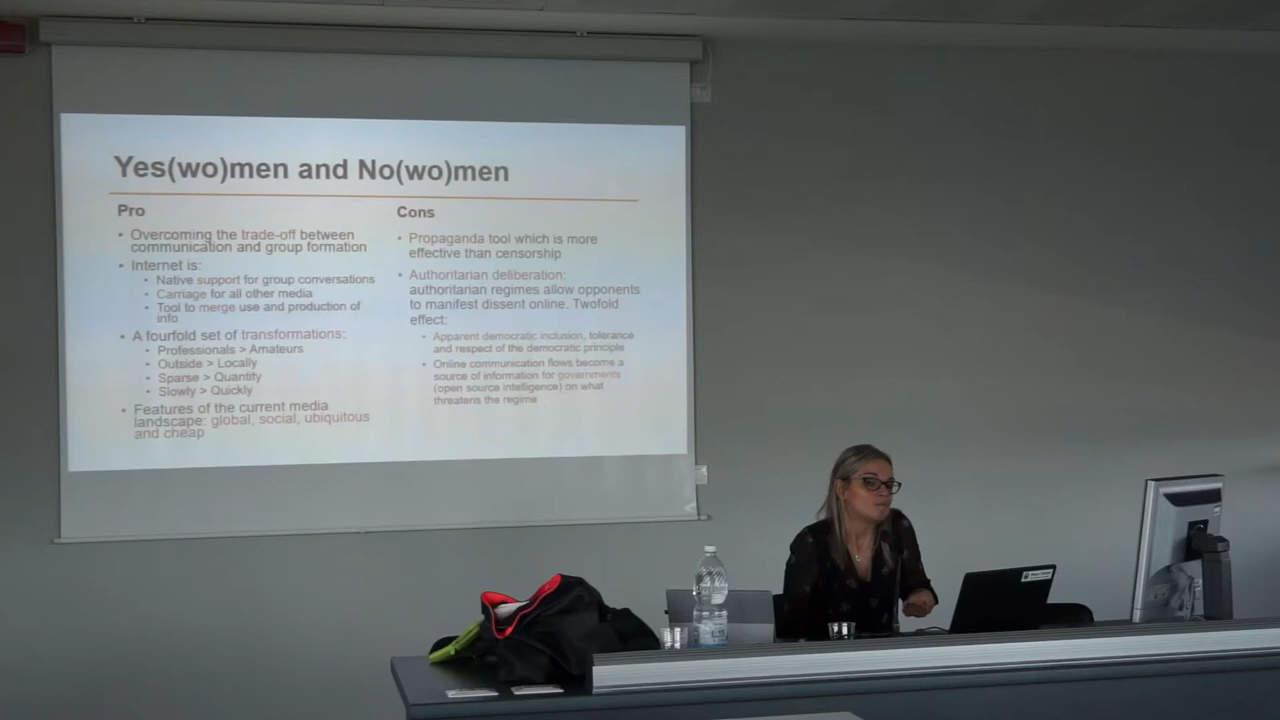 Yes(wo)men and No(wo)men
Pro
• Overcoming the trade-off between
communication and group formation
• Internet is:
• Native support for group conversations
• Carriage for all other media
• Tool to merge use and production of
info
• A fourfold set of transformations:
• Professionals > Amateurs
• Outside > Locally
• Sparse > Quantity
• Slowly > Quickly
• Features of the current media
landscape: global, social, ubiquitous
and cheap
Cons
• Propaganda tool which is more
effective than censorship
• Authoritarian deliberation:
authoritarian regimes allow opponents
to manifest dissent online. Twofold
effect:
• Apparent democratic inclusion, tolerance
and respect of the democratic principle
• Online communication flows become a
source of information for governments
(open source intelligence) on what
threatens the regime